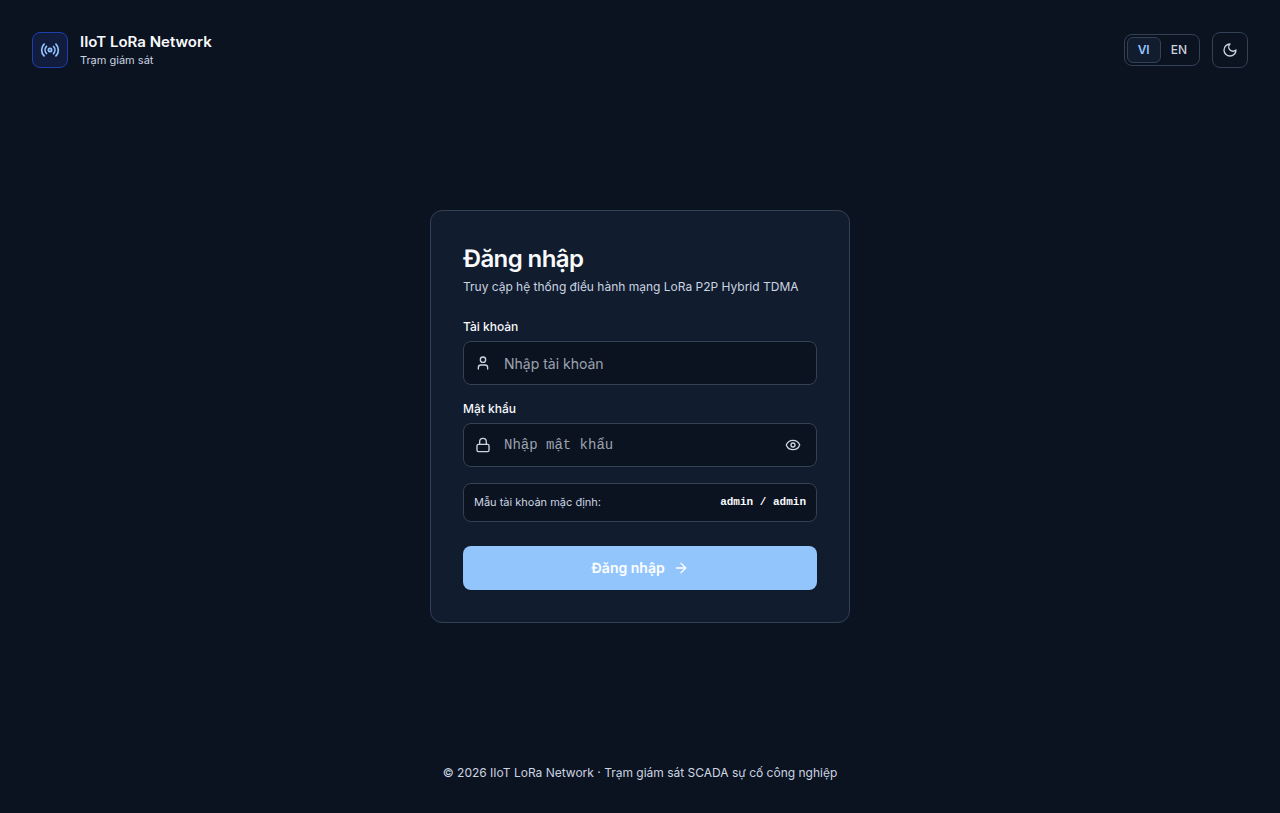 IIoT LoRa Network
Trạm giám sát
VI
EN
Đăng nhập
Truy cập hệ thống điều hành mạng LoRa P2P Hybrid TDMA
Tài khoản
Nhập tài khoản
Mật khẩu
Nhập mật khẩu
Mẫu tài khoản mặc định:
admin / admin
Đăng nhập
© 2026 IIoT LoRa Network · Trạm giám sát SCADA sự cố công nghiệp